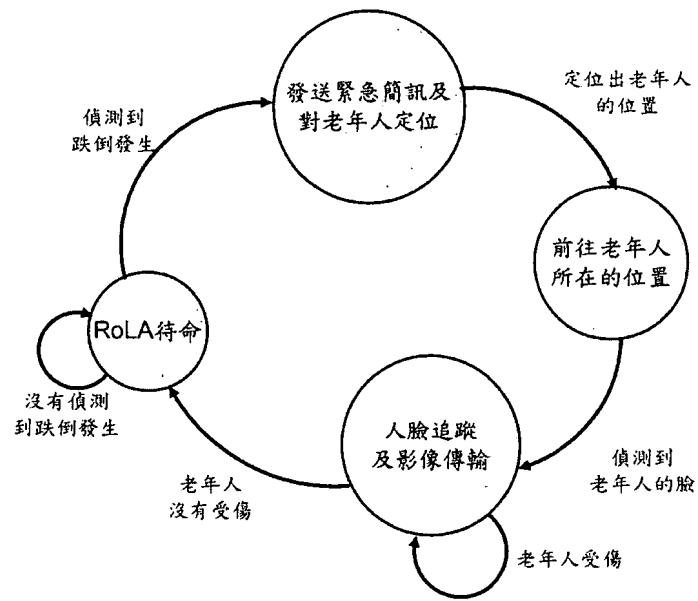 發送緊急簡訊及
對老年人定位
定位出老年人
的位置
偵測到
跌倒發生
前往老年人
所在的位置
RoLA待命
沒有偵測
到跌倒發生
人臉追蹤
及影像傳輸
偵測到
老年人的臉
老年人
沒有受傷
老年人受傷